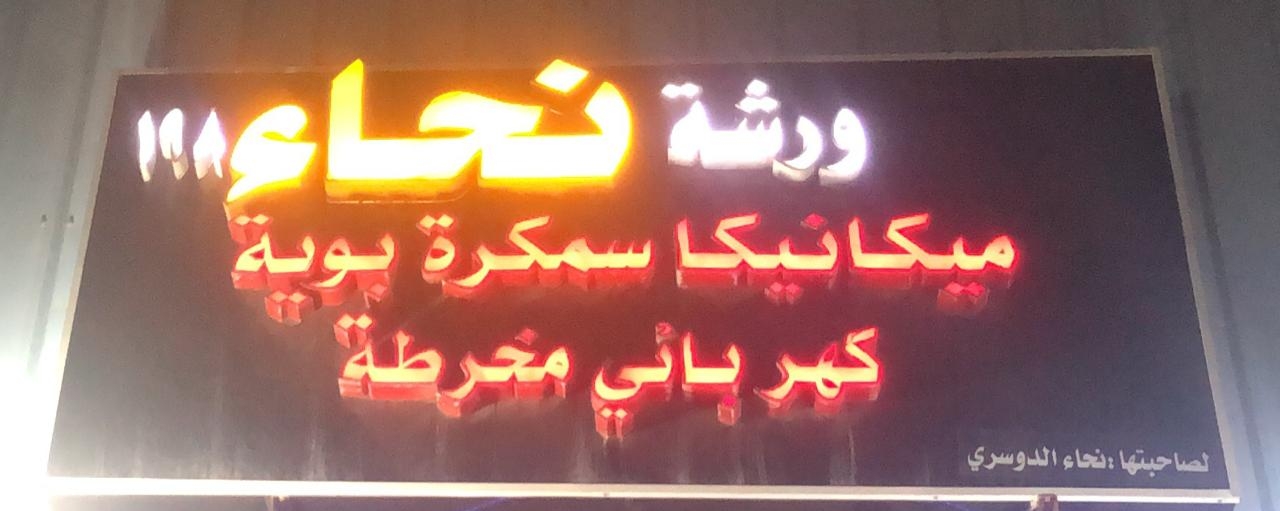 ورشة نحاء ١٩٨
ميكانيكا سمكرة بوية
كهربائي مخرطة
لصاحبتها : نحاء الدوسري